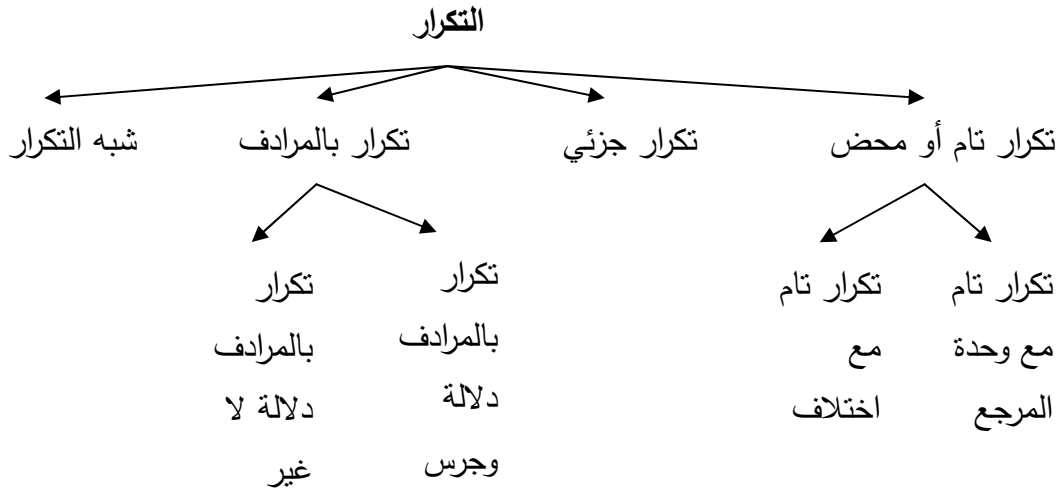 التكرار
تكرار تام أو محض
تكرار جزئي
تكرار بالمرادف
شبه التكرار
تكرار تام
مع وحدة
المرجع
تكرار تام
مع
اختلاف
تكرار
بالمرادف
دلالة
وجرس
تكرار
بالمرادف
دلالة لا
غير